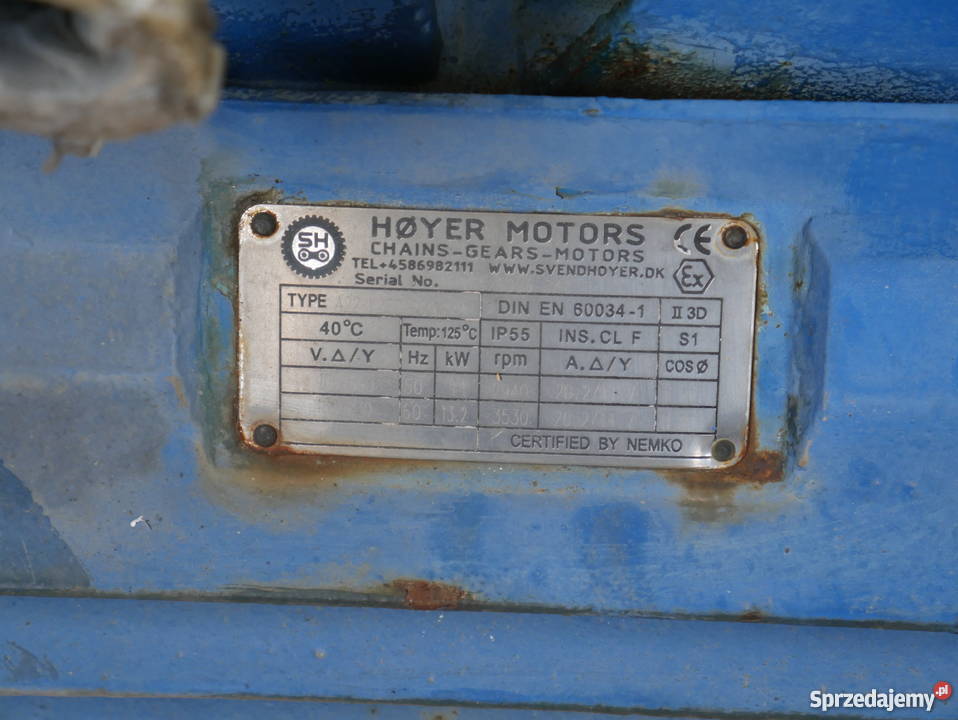 SH
HØYER MOTORS
CHAINS-GEARS-MOTORS
TEL+4586982111 WWW.SVENDHOYER.DK
Serial No.
CE
Ex
TYPE DIN EN 60034-1 II 3D
40°C Temp:125°C IP55 INS.CL F S1
V.Δ/Y Hz kW rpm A.Δ/Y COSØ
50
60 13.2 3530
CERTIFIED BY NEMKO
Sprzedajemy.pl